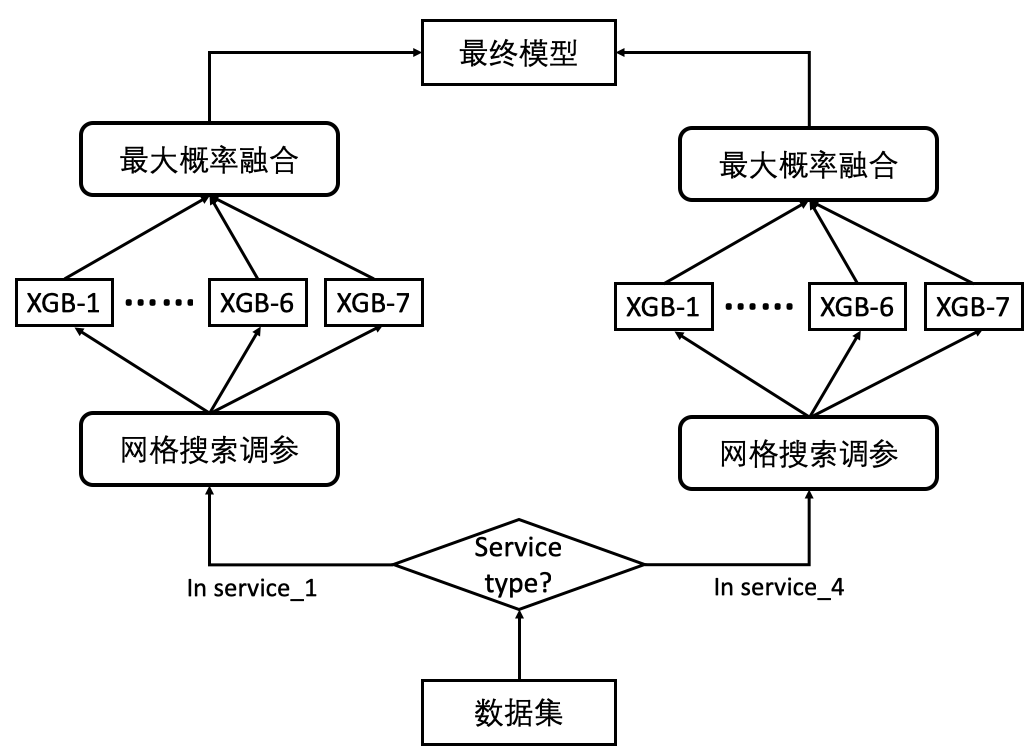 最终模型
最大概率融合
最大概率融合
XGB-1 ······· XGB-6 XGB-7
XGB-1 ······· XGB-6 XGB-7
网格搜索调参
网格搜索调参
Service
type?
In service_1
In service_4
数据集